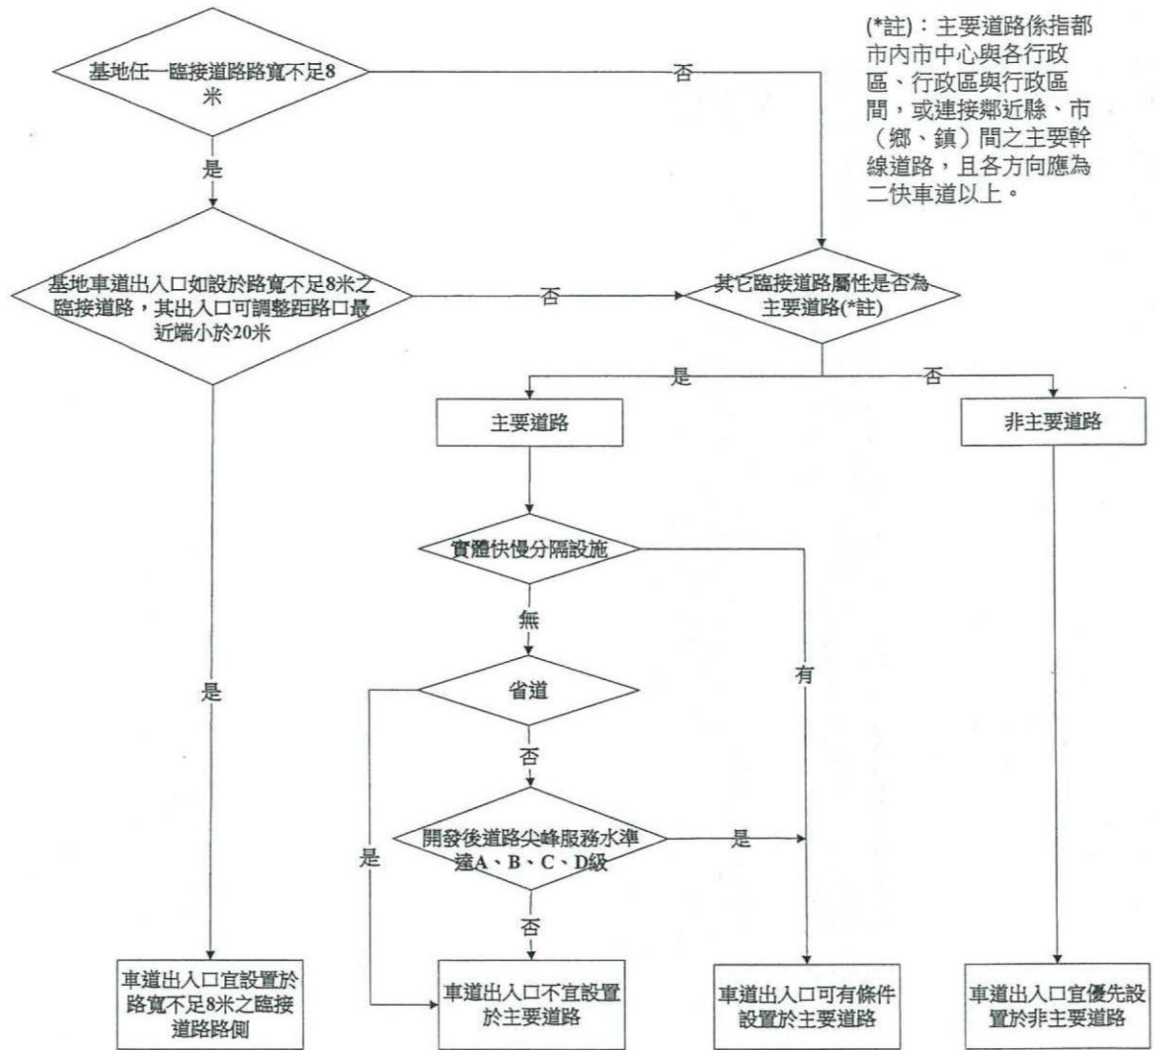 (*註)：主要道路係指都
市內市中心與各行政
區、行政區與行政區
間，或連接鄰近縣、市
（鄉、鎮）間之主要幹
線道路，且各方向應為
二快車道以上。
基地任一臨接道路路寬不足8
米
否
是
基地車道出入口如設於路寬不足8米之
臨接道路，其出入口可調整距路口最
近端小於20米
否
其它臨接道路屬性是否為
主要道路(*註)
是
否
主要道路
非主要道路
實體快慢分隔設施
無
有
省道
是
否
是
開發後道路尖峰服務水準
達A、B、C、D級
是
否
車道出入口宜設置於
路寬不足8米之臨接
道路路側
車道出入口不宜設置
於主要道路
車道出入口可有條件
設置於主要道路
車道出入口宜優先設
置於非主要道路